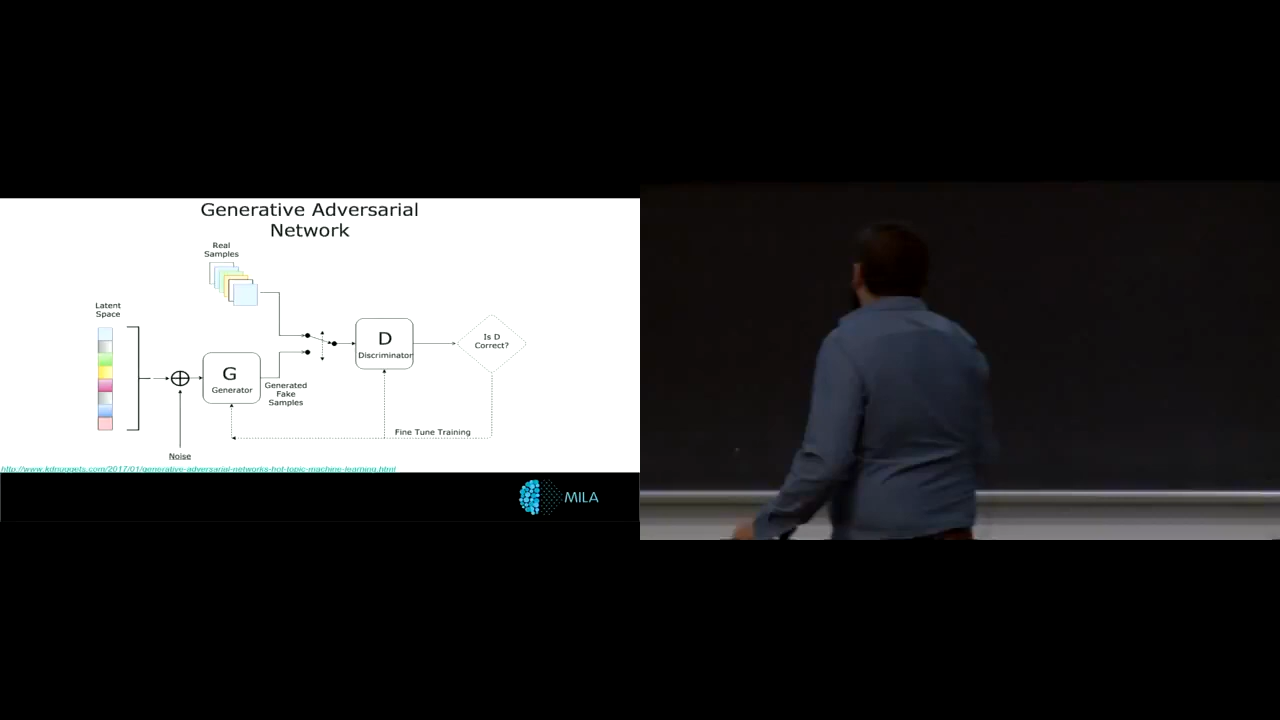 Generative Adversarial
Network
Real
Samples
Latent
Space
D
Discriminator
Is D
Correct?
G
Generator
Generated
Fake
Samples
Fine Tune Training
Noise
http://www.kdnuggets.com/2017/01/generative-adversarial-networks-hot-topic-machine-learning.html
MILA